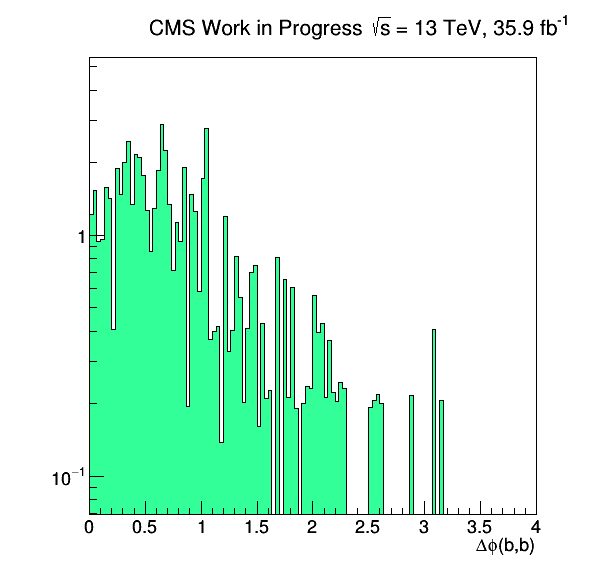 CMS Work in Progress √s = 13 TeV, 35.9 fb⁻¹
1
10⁻¹
0 0.5 1 1.5 2 2.5 3 3.5 4
Δϕ(b,b)